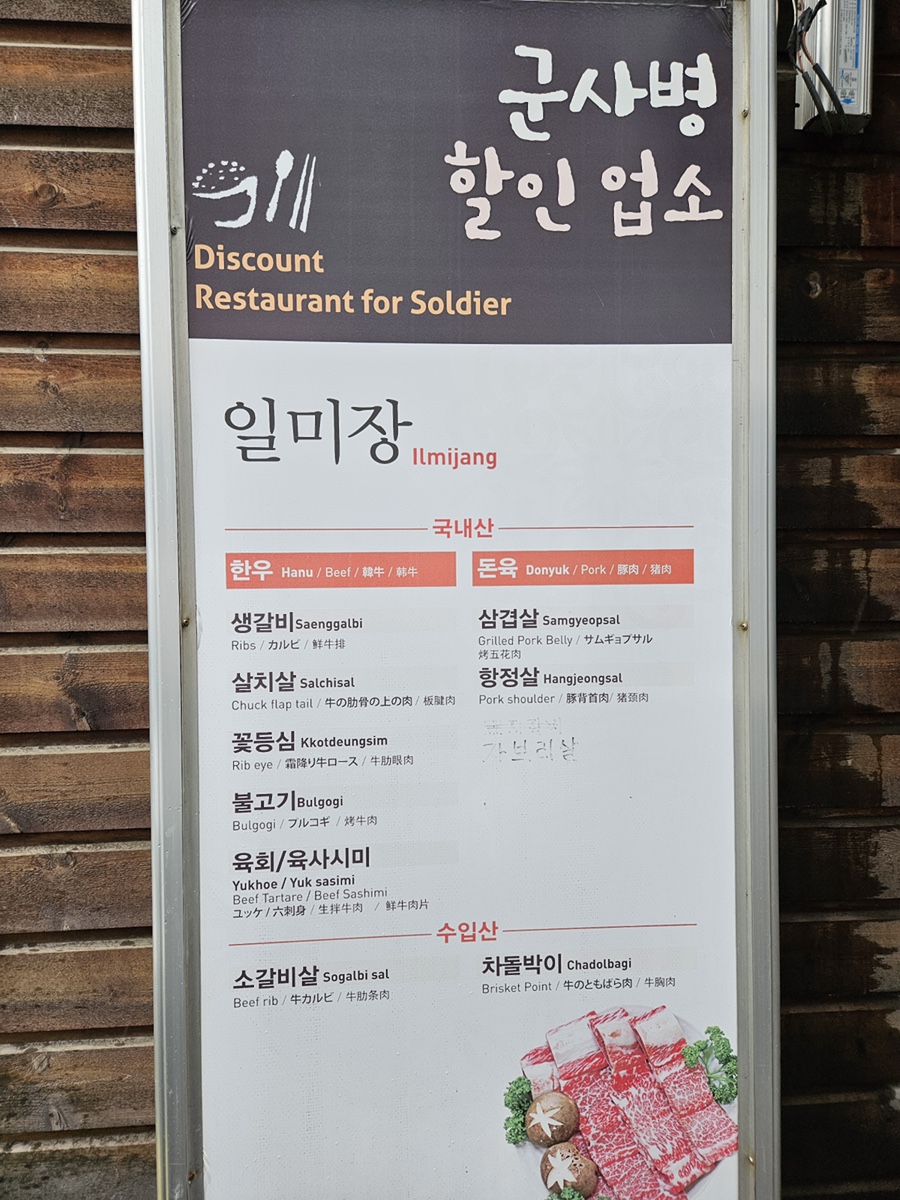 군사병
할인 업소
Discount
Restaurant for Soldier
일미장 Ilmijang
국내산
한우 Hanu / Beef / 韓牛 / 韩牛
생갈비 Saenggalbi
Ribs / カルビ / 鮮牛排
살치살 Salchisal
Chuck flap tail / 牛の肋骨の上の肉 / 板腱肉
꽃등심 Kkotdeungsim
Rib eye / 霜降り牛ロース / 牛肋眼肉
불고기 Bulgogi
Bulgogi / プルコギ / 烤牛肉
육회/육사시미
Yukhoe / Yuk sasimi
Beef Tartare / Beef Sashimi
ユッケ / 六刺身 / 生拌牛肉 / 鲜牛肉片
돈육 Donyuk / Pork / 豚肉 / 猪肉
삼겹살 Samgyeopsal
Grilled Pork Belly / サムギョプサル
烤五花肉
항정살 Hangjeongsal
Pork shoulder / 豚背首肉/ 猪颈肉
가브리살
수입산
소갈비살 Sogalbi sal
Beef rib / 牛カルビ / 牛肋条肉
차돌박이 Chadolbagi
Brisket Point / 牛のともばら肉 / 牛胸肉